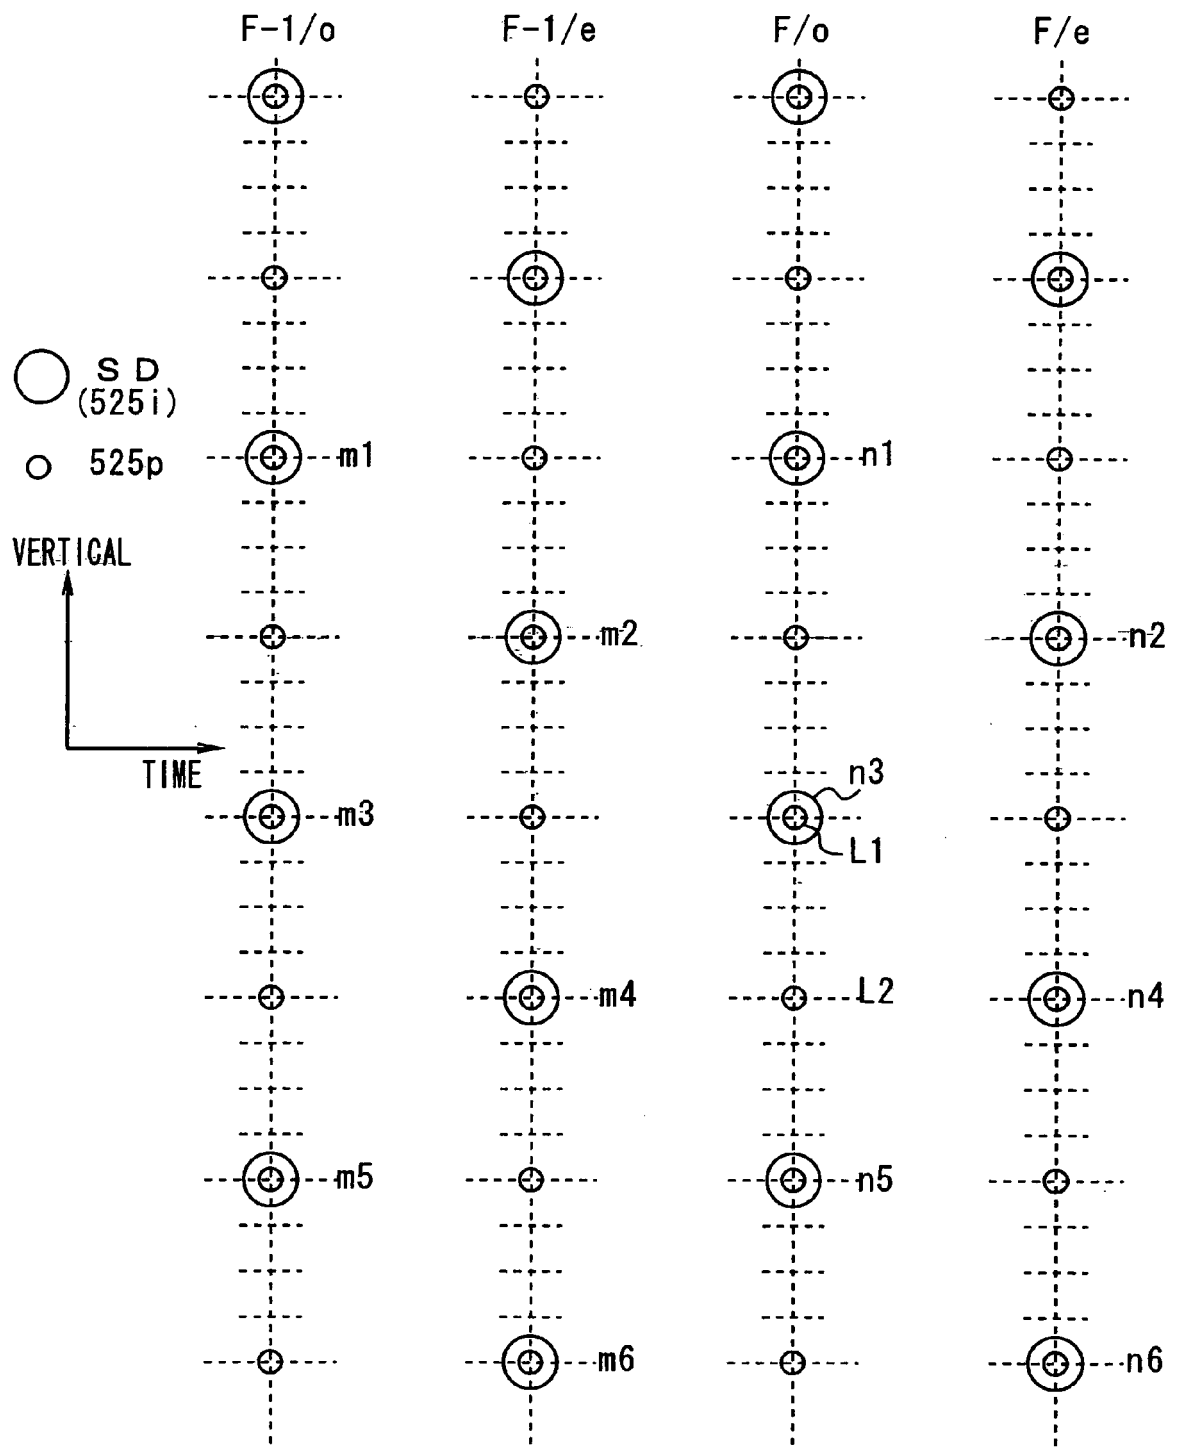 F-1/o F-1/e F/o F/e
SD
(525i)
525p
m1 n1
VERTICAL
m2 n2
TIME
n3
m3
L1
m4 L2 n4
m5 n5
m6 n6